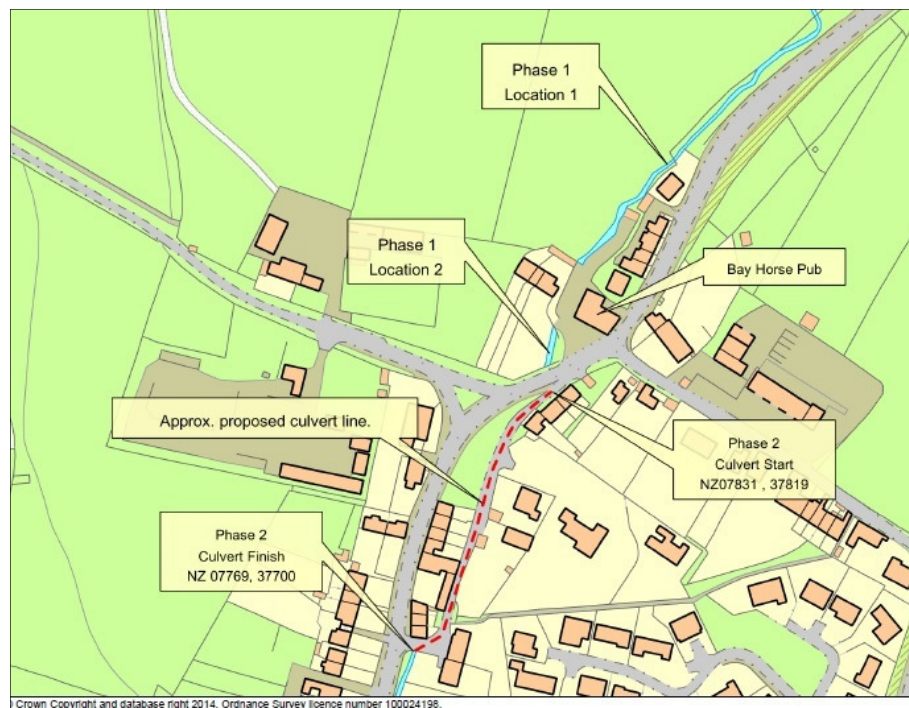 Phase 1
Location 1
Phase 1
Location 2
Bay Horse Pub
Approx. proposed culvert line.
Phase 2
Culvert Start
NZ07831 , 37819
Phase 2
Culvert Finish
NZ 07769, 37700
Crown Copyright and database right 2014. Ordnance Survey licence number 100024198.